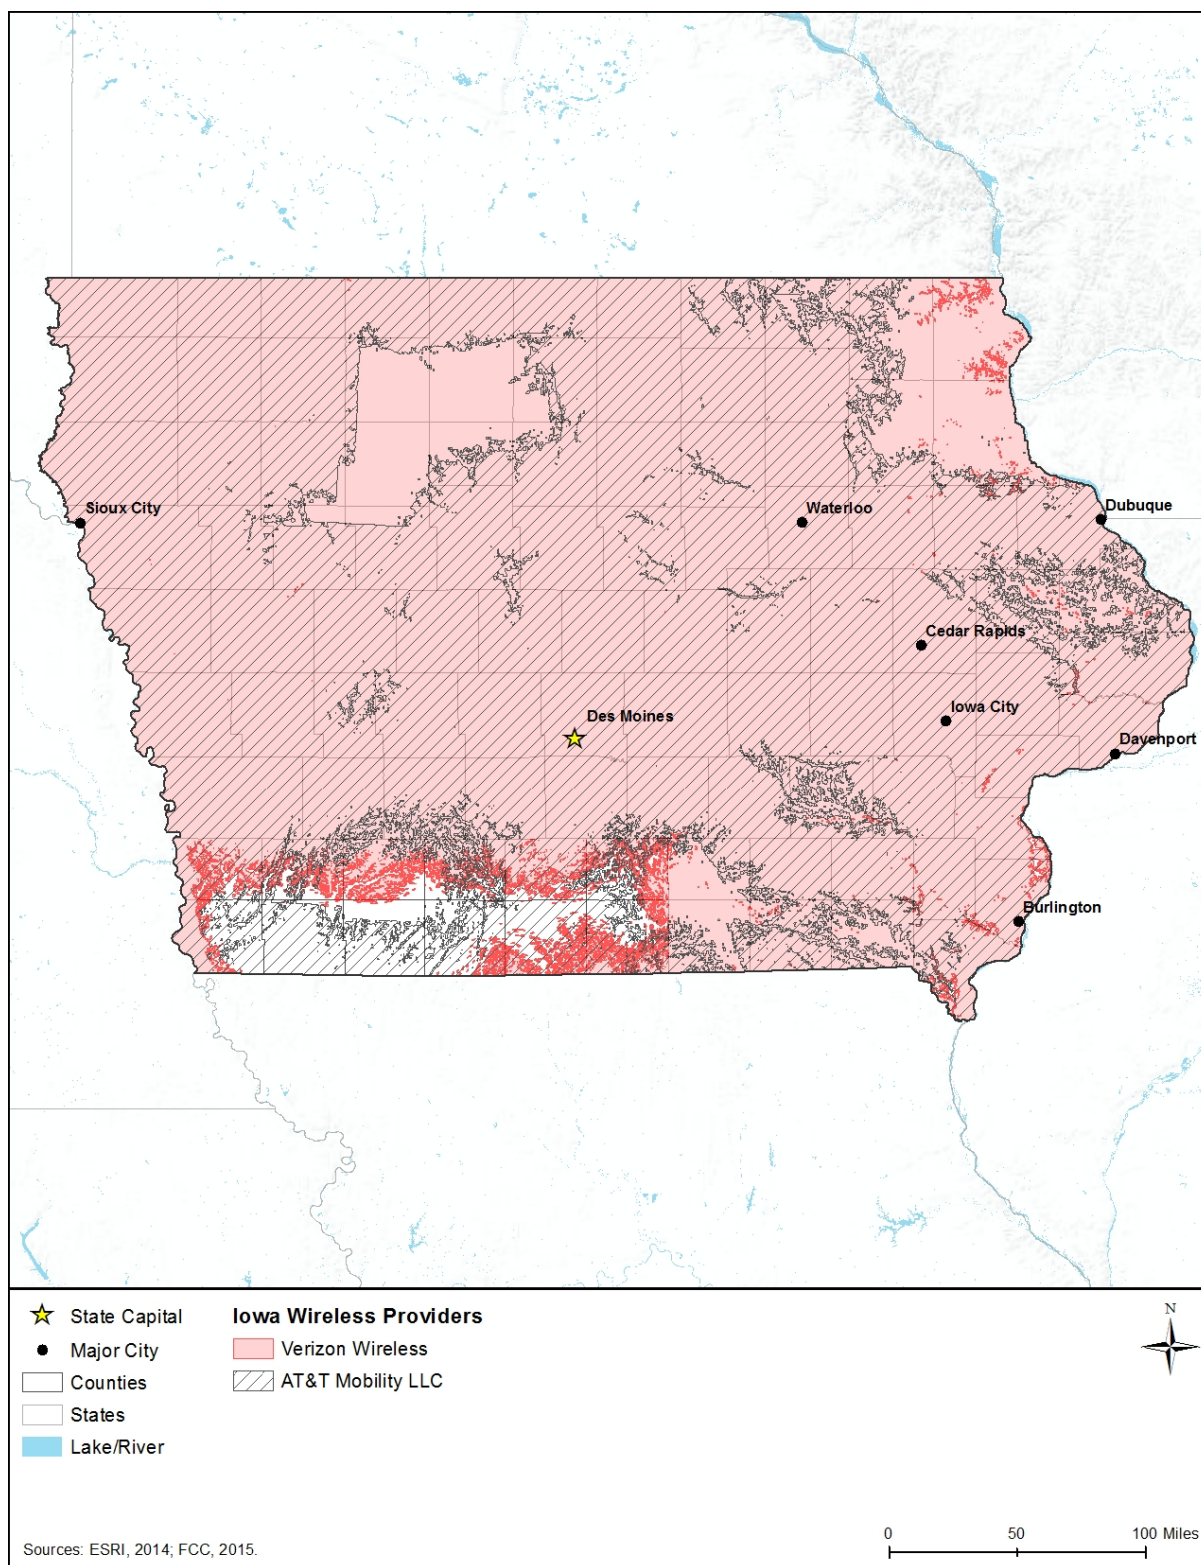 Sioux City
Waterloo
Dubuque
Cedar Rapids
Iowa City
Des Moines
Davenport
Burlington
State Capital
Major City
Counties
States
Lake/River
Iowa Wireless Providers
Verizon Wireless
AT&T Mobility LLC
N
Sources: ESRI, 2014; FCC, 2015.
0 50 100 Miles